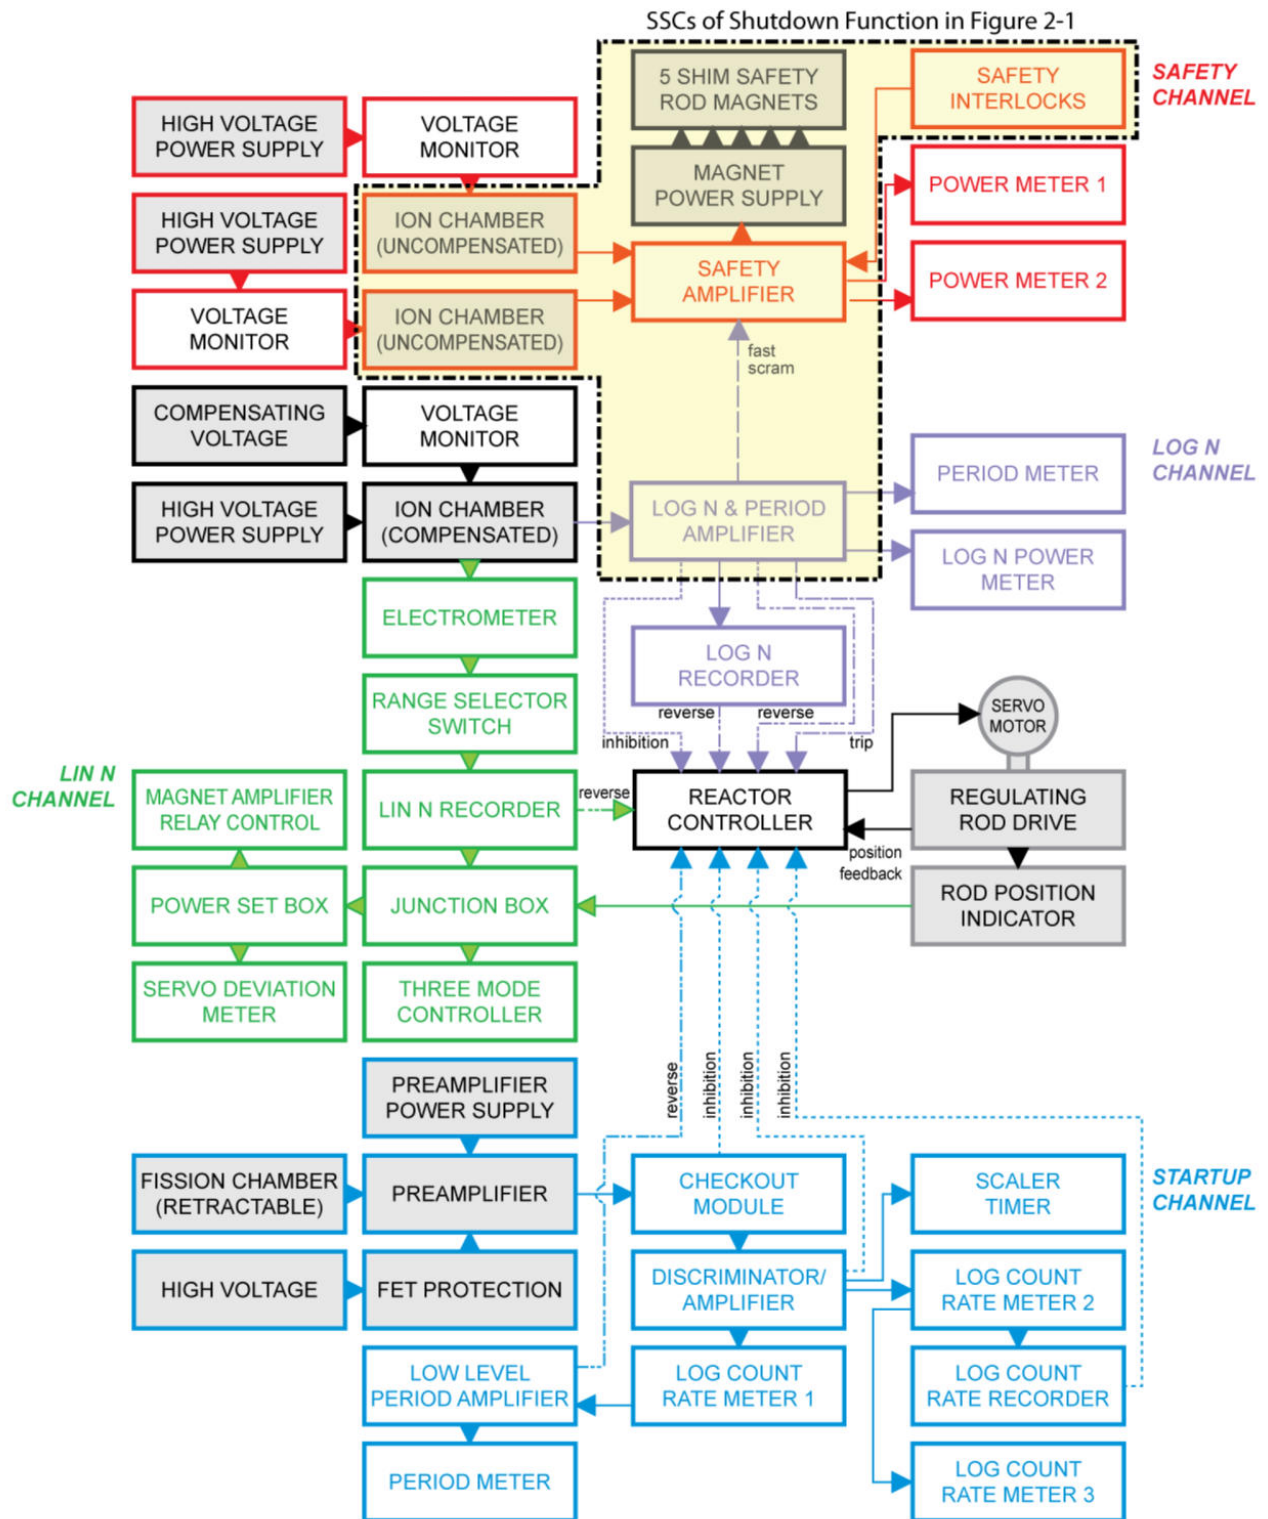 SSCs of Shutdown Function in Figure 2-1
5 SHIM SAFETY
ROD MAGNETS
SAFETY
INTERLOCKS
SAFETY
CHANNEL
HIGH VOLTAGE
POWER SUPPLY
VOLTAGE
MONITOR
MAGNET
POWER SUPPLY
POWER METER 1
HIGH VOLTAGE
POWER SUPPLY
ION CHAMBER
(UNCOMPENSATED)
SAFETY
AMPLIFIER
POWER METER 2
VOLTAGE
MONITOR
ION CHAMBER
(UNCOMPENSATED)
fast
scram
COMPENSATING
VOLTAGE
VOLTAGE
MONITOR
PERIOD METER
LOG N
CHANNEL
HIGH VOLTAGE
POWER SUPPLY
ION CHAMBER
(COMPENSATED)
LOG N & PERIOD
AMPLIFIER
LOG N POWER
METER
ELECTROMETER
LOG N
RECORDER
RANGE SELECTOR
SWITCH
reverse
reverse
inhibition
trip
SERVO
MOTOR
LIN N
CHANNEL
MAGNET AMPLIFIER
RELAY CONTROL
LIN N RECORDER
reverse
REACTOR
CONTROLLER
REGULATING
ROD DRIVE
position
feedback
POWER SET BOX
JUNCTION BOX
ROD POSITION
INDICATOR
SERVO DEVIATION
METER
THREE MODE
CONTROLLER
reverse
inhibition
inhibition
inhibition
PREAMPLIFIER
POWER SUPPLY
FISSION CHAMBER
(RETRACTABLE)
PREAMPLIFIER
CHECKOUT
MODULE
SCALER
TIMER
STARTUP
CHANNEL
HIGH VOLTAGE
FET PROTECTION
DISCRIMINATOR/
AMPLIFIER
LOG COUNT
RATE METER 2
LOW LEVEL
PERIOD AMPLIFIER
LOG COUNT
RATE METER 1
LOG COUNT
RATE RECORDER
PERIOD METER
LOG COUNT
RATE METER 3